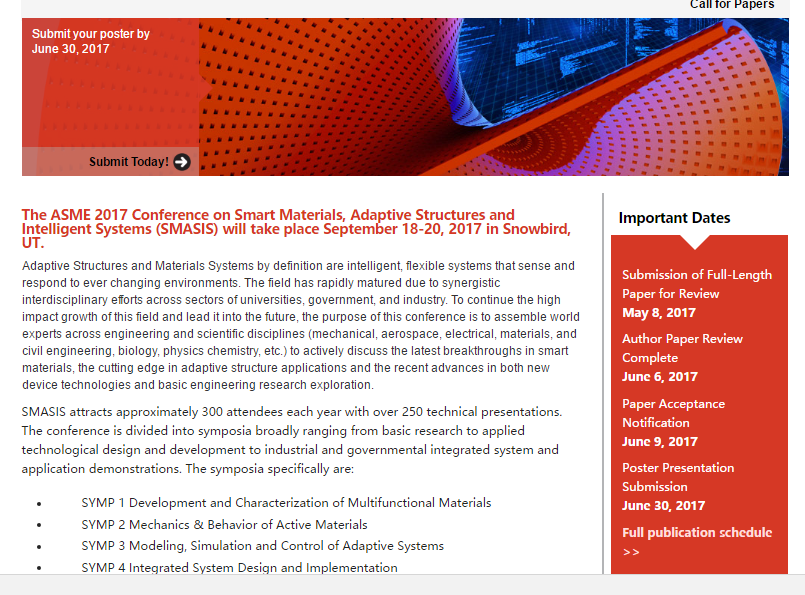 Call for Papers
Submit your poster by
June 30, 2017
Submit Today!
The ASME 2017 Conference on Smart Materials, Adaptive Structures and
Intelligent Systems (SMASIS) will take place September 18-20, 2017 in Snowbird,
UT.
Adaptive Structures and Materials Systems by definition are intelligent, flexible systems that sense and
respond to ever changing environments. The field has rapidly matured due to synergistic
interdisciplinary efforts across sectors of universities, government, and industry. To continue the high
impact growth of this field and lead it into the future, the purpose of this conference is to assemble world
experts across engineering and scientific disciplines (mechanical, aerospace, electrical, materials, and
civil engineering, biology, physics chemistry, etc.) to actively discuss the latest breakthroughs in smart
materials, the cutting edge in adaptive structure applications and the recent advances in both new
device technologies and basic engineering research exploration.
SMASIS attracts approximately 300 attendees each year with over 250 technical presentations.
The conference is divided into symposia broadly ranging from basic research to applied
technological design and development to industrial and governmental integrated system and
application demonstrations. The symposia specifically are:
• SYMP 1 Development and Characterization of Multifunctional Materials
• SYMP 2 Mechanics & Behavior of Active Materials
• SYMP 3 Modeling, Simulation and Control of Adaptive Systems
• SYMP 4 Integrated System Design and Implementation
Important Dates
Submission of Full-Length
Paper for Review
May 8, 2017
Author Paper Review
Complete
June 6, 2017
Paper Acceptance
Notification
June 9, 2017
Poster Presentation
Submission
June 30, 2017
Full publication schedule
>>